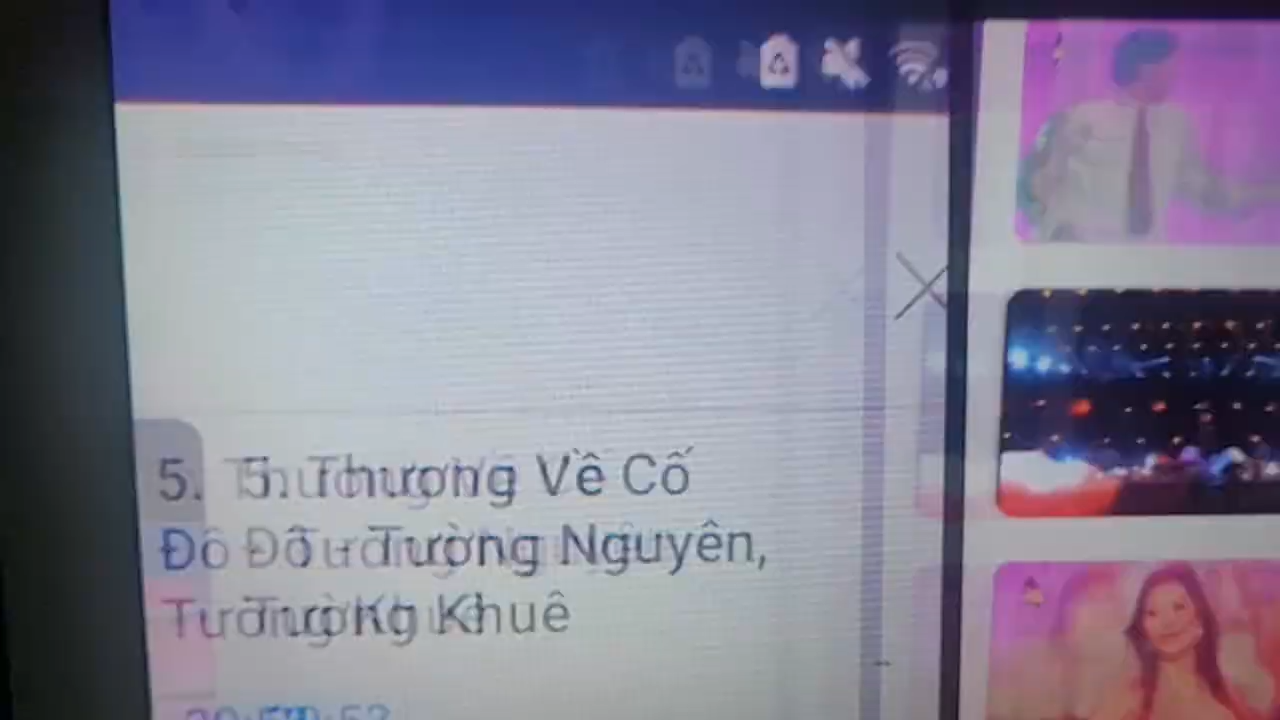 5. Thương Về Cố
Đô Tường Nguyên,
Tường Khuê